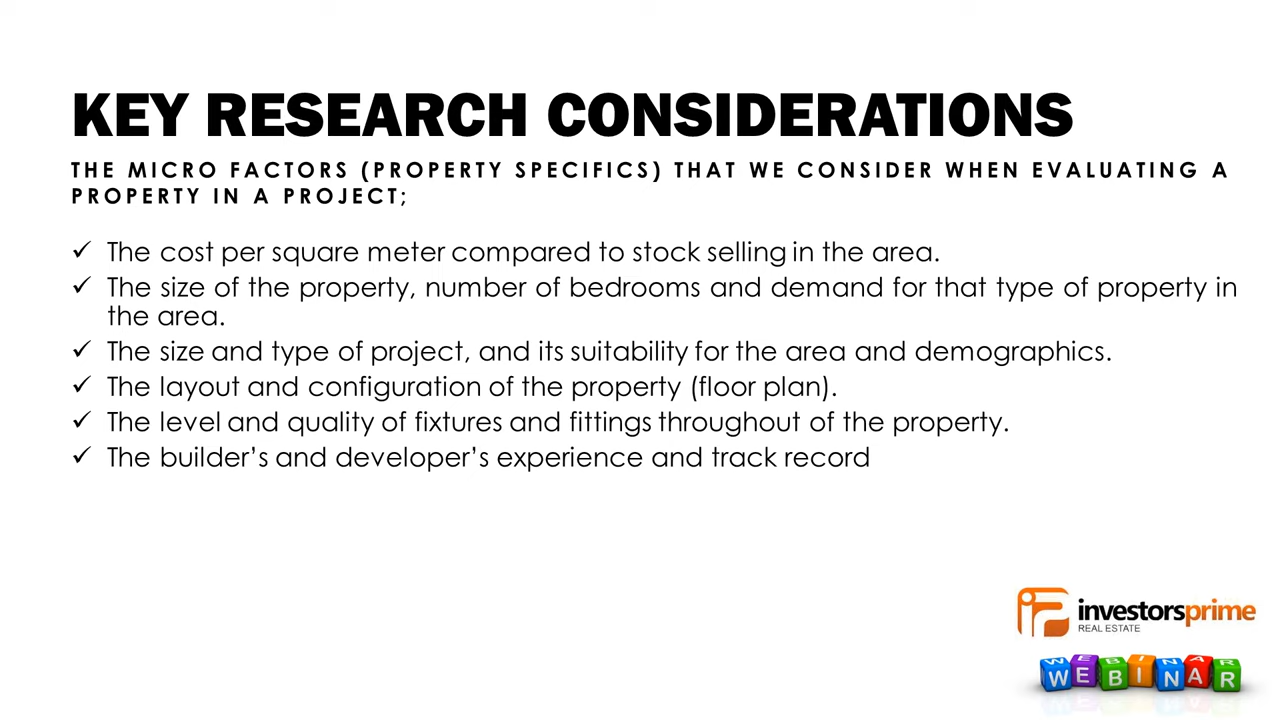 KEY RESEARCH CONSIDERATIONS
THE MICRO FACTORS (PROPERTY SPECIFICS) THAT WE CONSIDER WHEN EVALUATING A
PROPERTY IN A PROJECT;
✓ The cost per square meter compared to stock selling in the area.
✓ The size of the property, number of bedrooms and demand for that type of property in
the area.
✓ The size and type of project, and its suitability for the area and demographics.
✓ The layout and configuration of the property (floor plan).
✓ The level and quality of fixtures and fittings throughout of the property.
✓ The builder’s and developer’s experience and track record
investorsprime
REAL ESTATE
WEBINAR